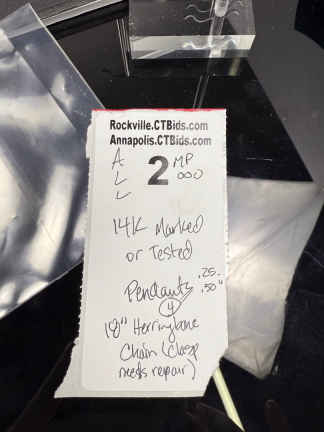 Rockville.CTBids.com
Annapolis.CTBids.com
ALL
2
MP
000
14K Marked
or Tested
Pendants
.25-
.50"
4
18" Herringbone
Chain (clasp
needs repair)